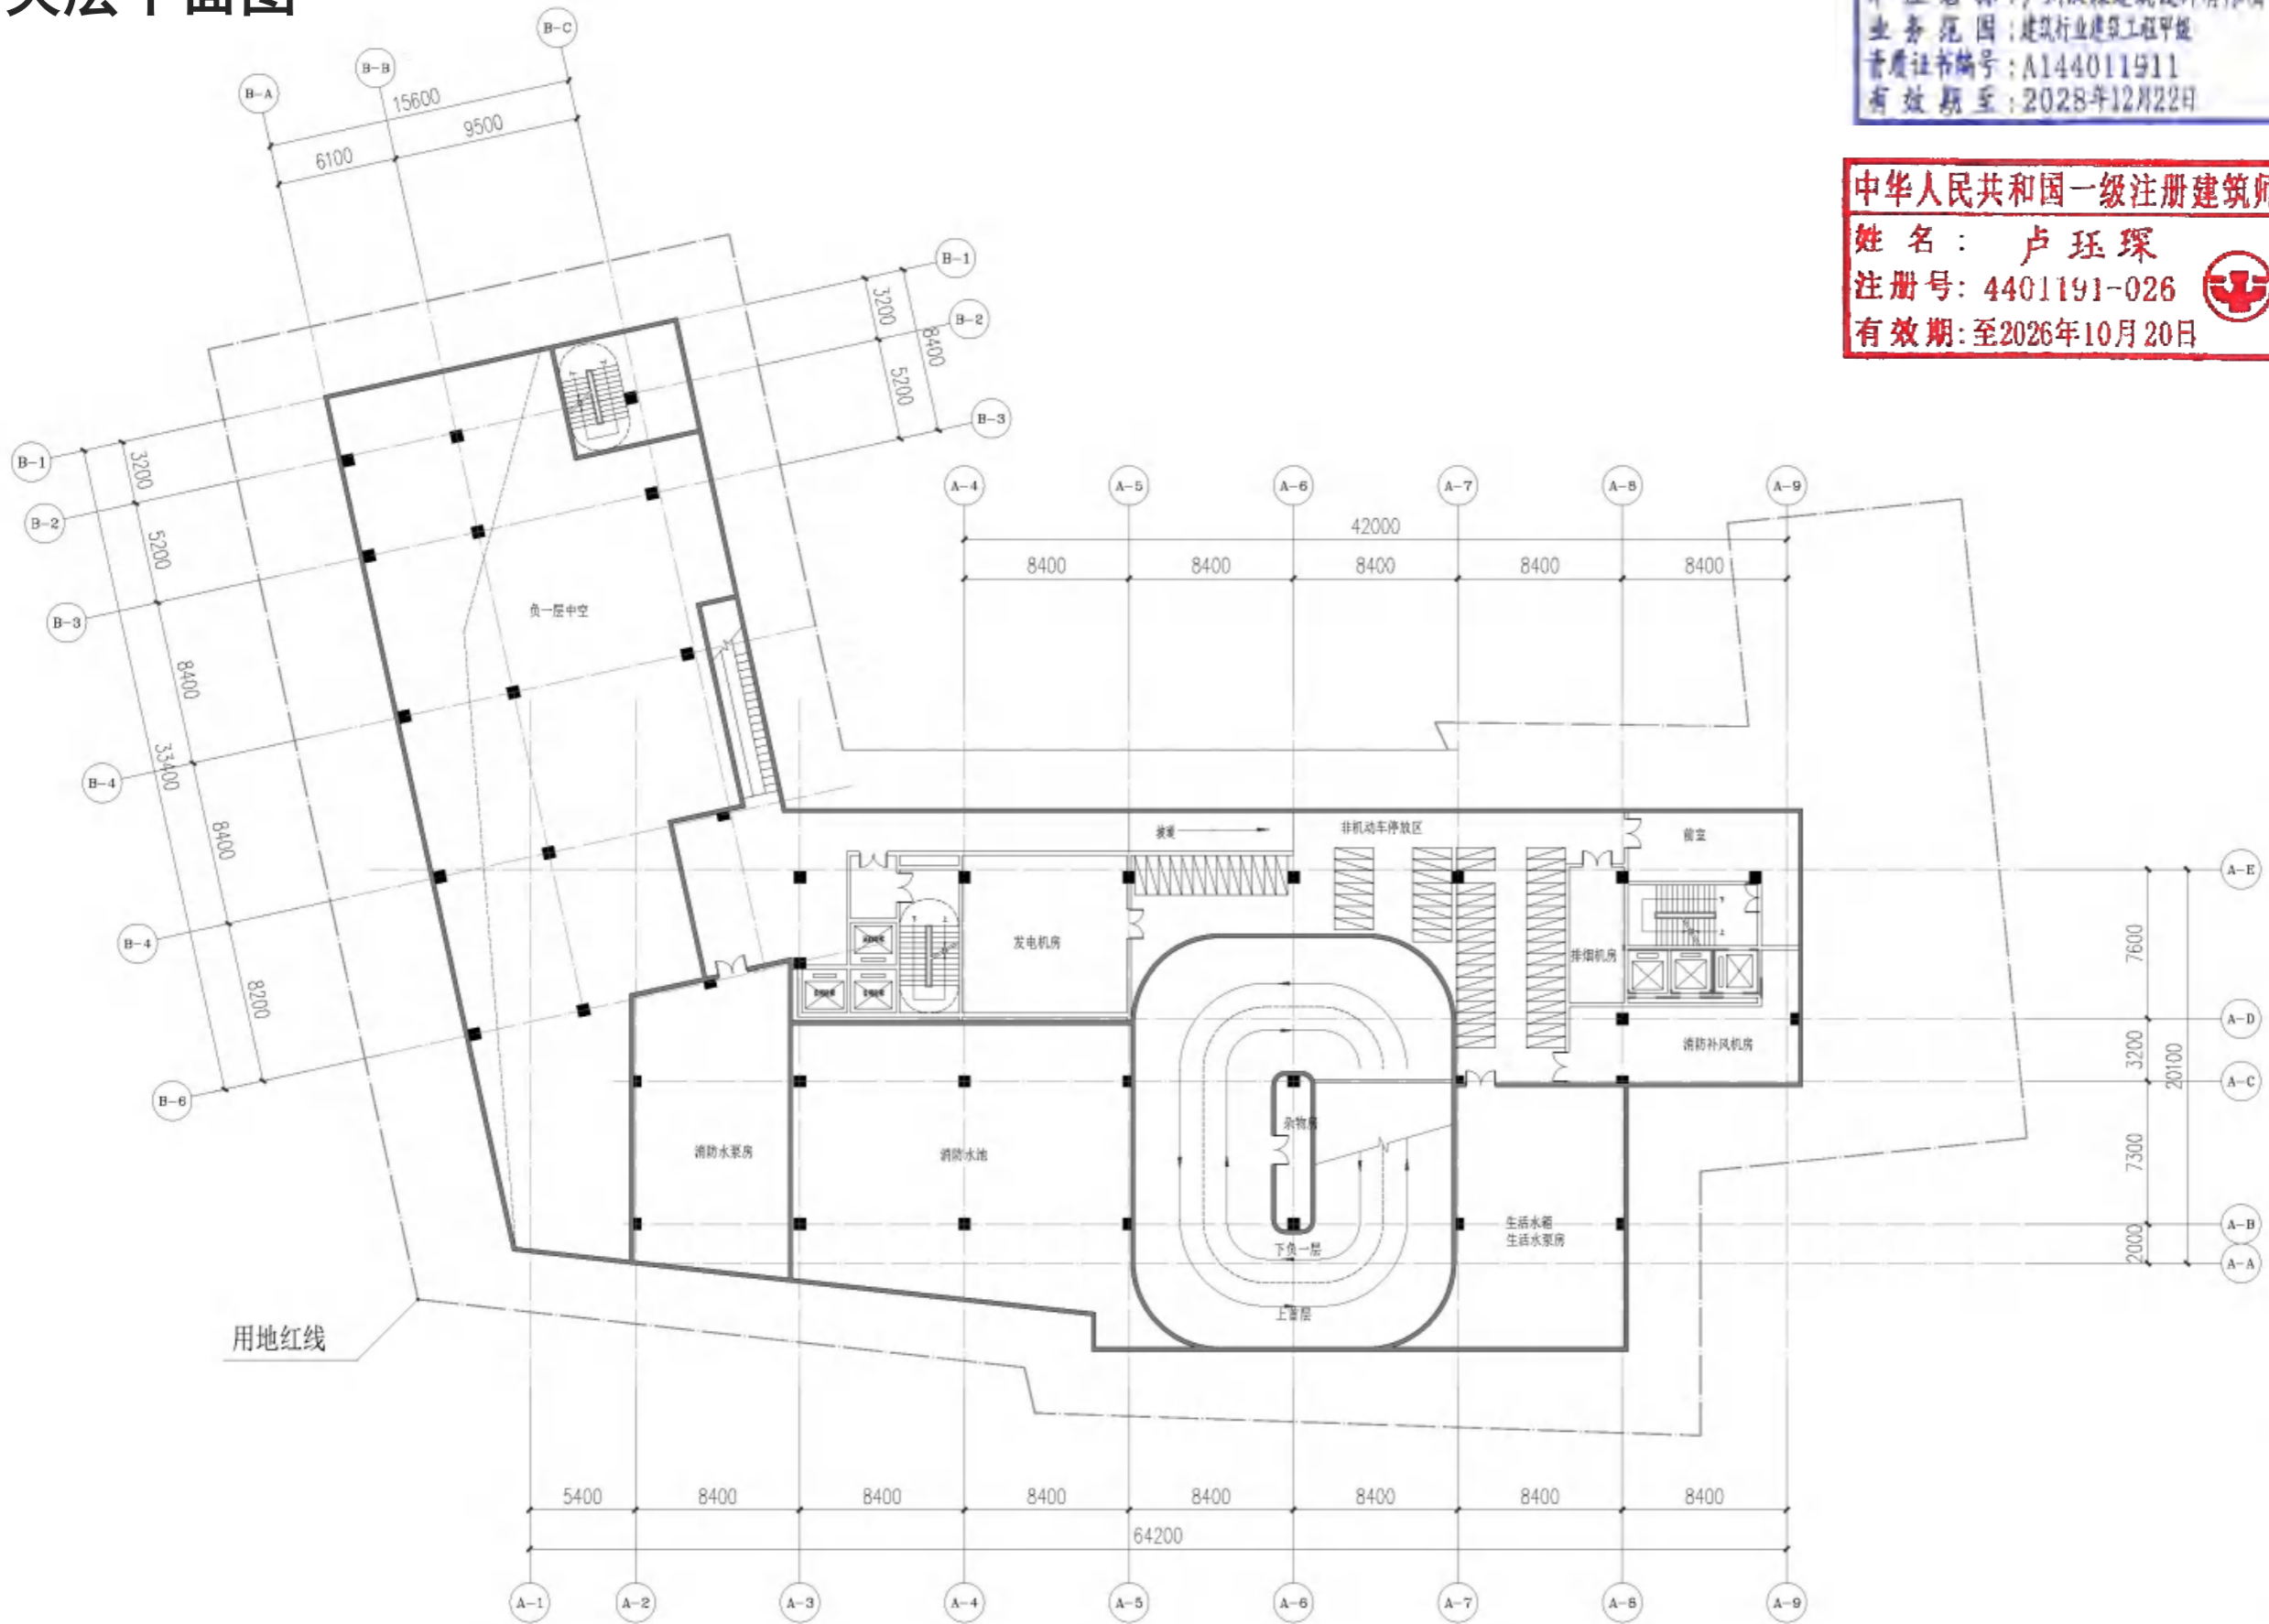 夹层平面图
业务范围：建筑行业建筑工程甲级
资质证书编号：A144011911
有效期至：2028年12月22日
中华人民共和国一级注册建筑师
姓名：卢珏琛
注册号：4401191-026
有效期：至2026年10月20日
B-A
B-B
B-C
15600
6100
9500
B-1
B-2
B-3
3200
5200
8400
B-1
B-2
B-3
B-4
B-4
B-6
3200
5200
8400
8400
8200
33400
负一层中空
A-4
A-5
A-6
A-7
A-8
A-9
42000
8400
8400
8400
8400
8400
坡道
非机动车停放区
前室
发电机房
排烟机房
消防补风机房
消防水泵房
消防水池
杂物房
生活水箱
生活水泵房
下负一层
上首层
用地红线
A-E
A-D
A-C
A-B
A-A
7600
3200
7300
2000
20100
5400
8400
8400
8400
8400
8400
8400
8400
64200
A-1
A-2
A-3
A-4
A-5
A-6
A-7
A-8
A-9